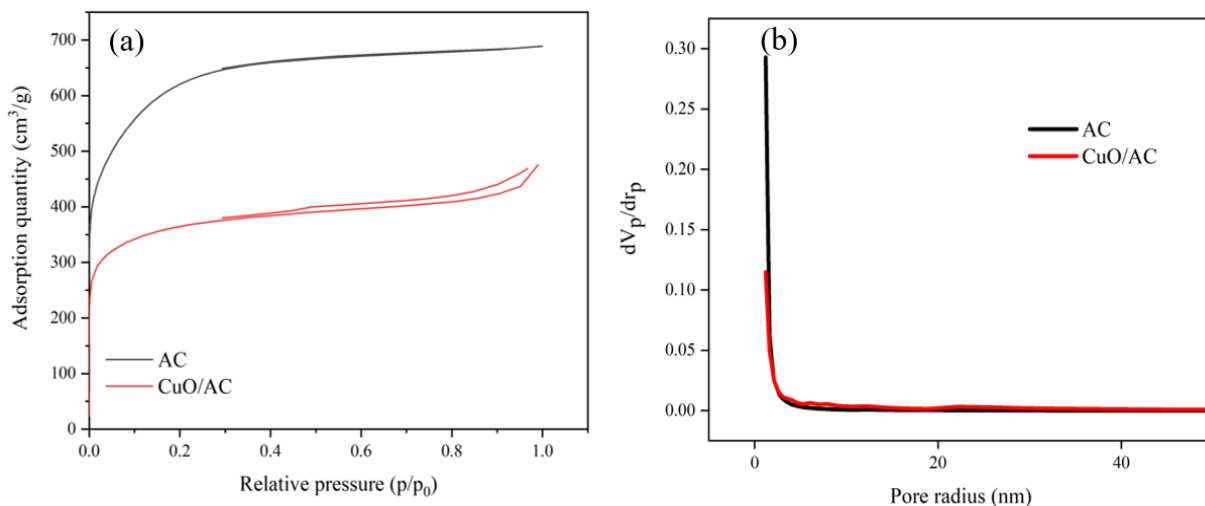 (a)
Adsorption quantity (cm³/g)
700
600
500
400
300
200
100
0
AC
CuO/AC
0.0 0.2 0.4 0.6 0.8 1.0
Relative pressure (p/p₀)
(b)
dVp/drp
0.30
0.25
0.20
0.15
0.10
0.05
0.00
AC
CuO/AC
0 20 40
Pore radius (nm)